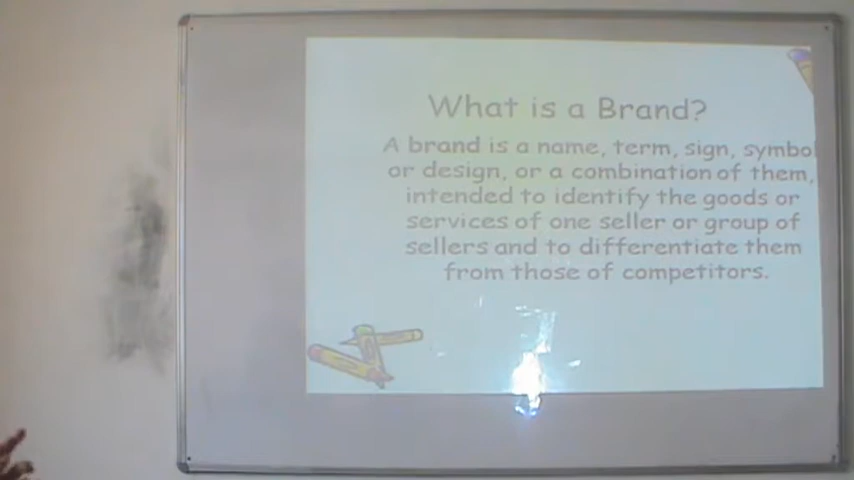 What is a Brand?
A brand is a name, term, sign, symbol
or design, or a combination of them,
intended to identify the goods or
services of one seller or group of
sellers and to differentiate them
from those of competitors.